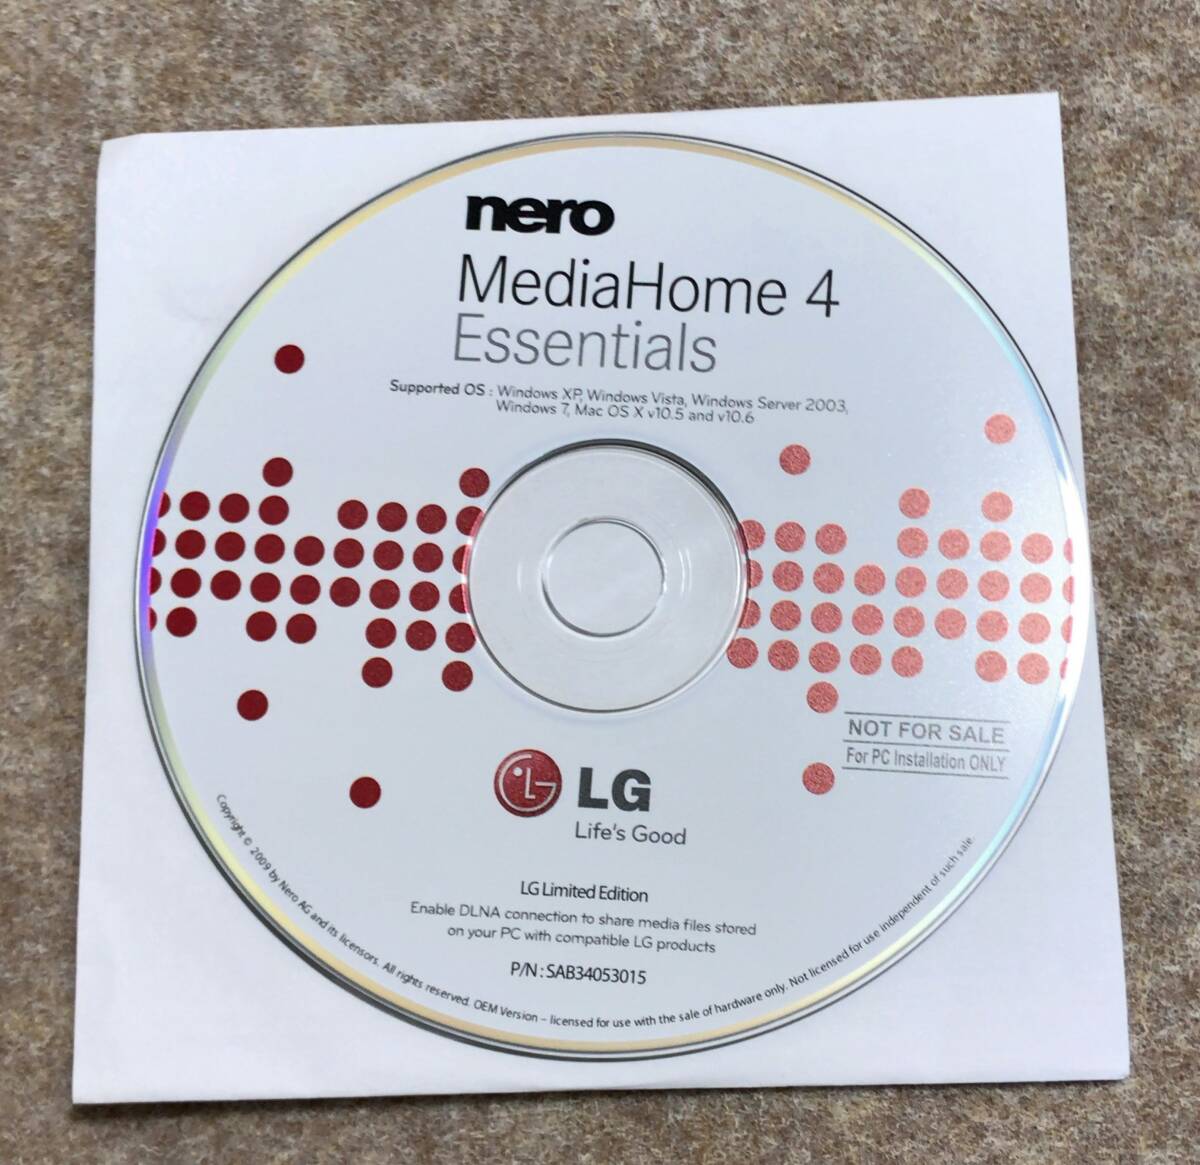 nero
MediaHome 4
Essentials
Supported OS : Windows XP, Windows Vista, Windows Server 2003,
Windows 7, Mac OS X v10.5 and v10.6
NOT FOR SALE
For PC Installation ONLY
LG
Life's Good
LG Limited Edition
Enable DLNA connection to share media files stored
on your PC with compatible LG products
P/N : SAB34053015
Copyright © 2009 by Nero AG and its licensors. All rights reserved. OEM Version – licensed for use with the sale of hardware only. Not licensed for use independent of such sale.